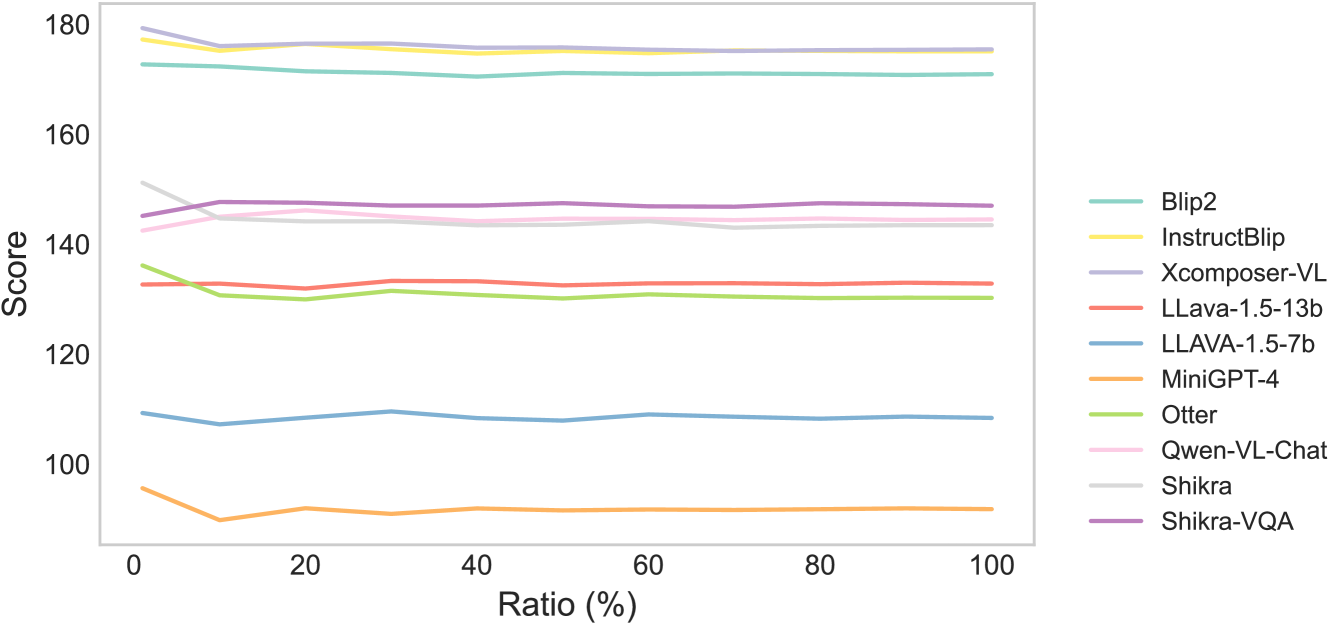 Score
180
160
140
120
100
0 20 40 60 80 100
Ratio (%)
Blip2
InstructBlip
Xcomposer-VL
LLava-1.5-13b
LLAVA-1.5-7b
MiniGPT-4
Otter
Qwen-VL-Chat
Shikra
Shikra-VQA